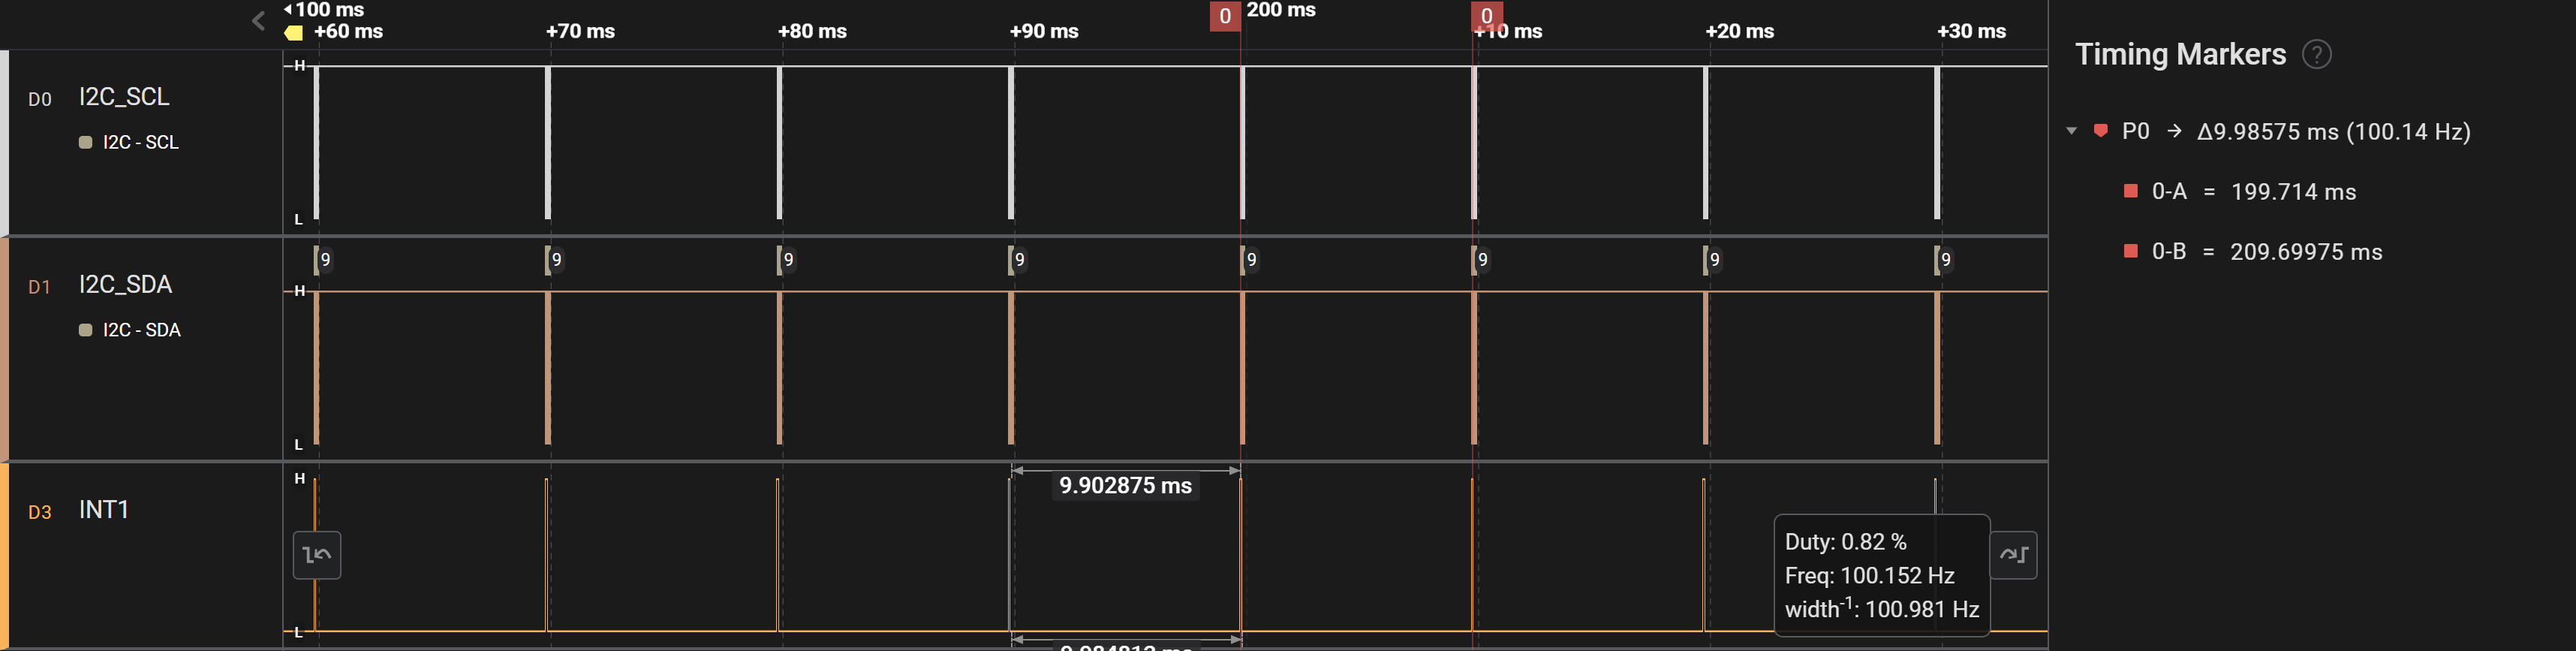 100 ms
+60 ms +70 ms +80 ms +90 ms 0 200 ms 0 +10 ms +20 ms +30 ms
Timing Markers ?
P0 → Δ9.98575 ms (100.14 Hz)
0-A = 199.714 ms
0-B = 209.69975 ms
D0 I2C_SCL
I2C - SCL
H
L
D1 I2C_SDA
I2C - SDA
9 9 9 9 9 9 9 9
H
L
D3 INT1
H
L
9.902875 ms
Duty: 0.82 %
Freq: 100.152 Hz
width-1: 100.981 Hz